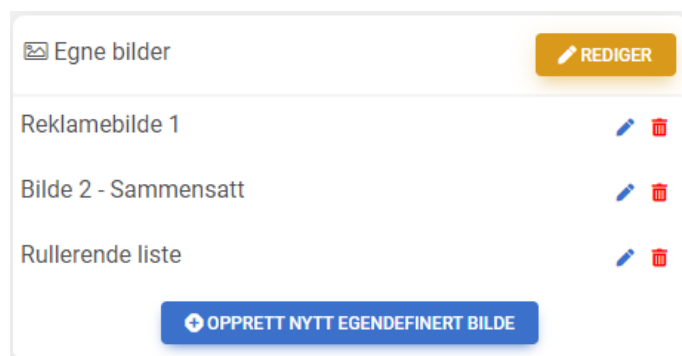 Egne bilder
REDIGER
Reklamebilde 1
Bilde 2 - Sammensatt
Rullerende liste
OPPRETT NYTT EGENDEFINERT BILDE